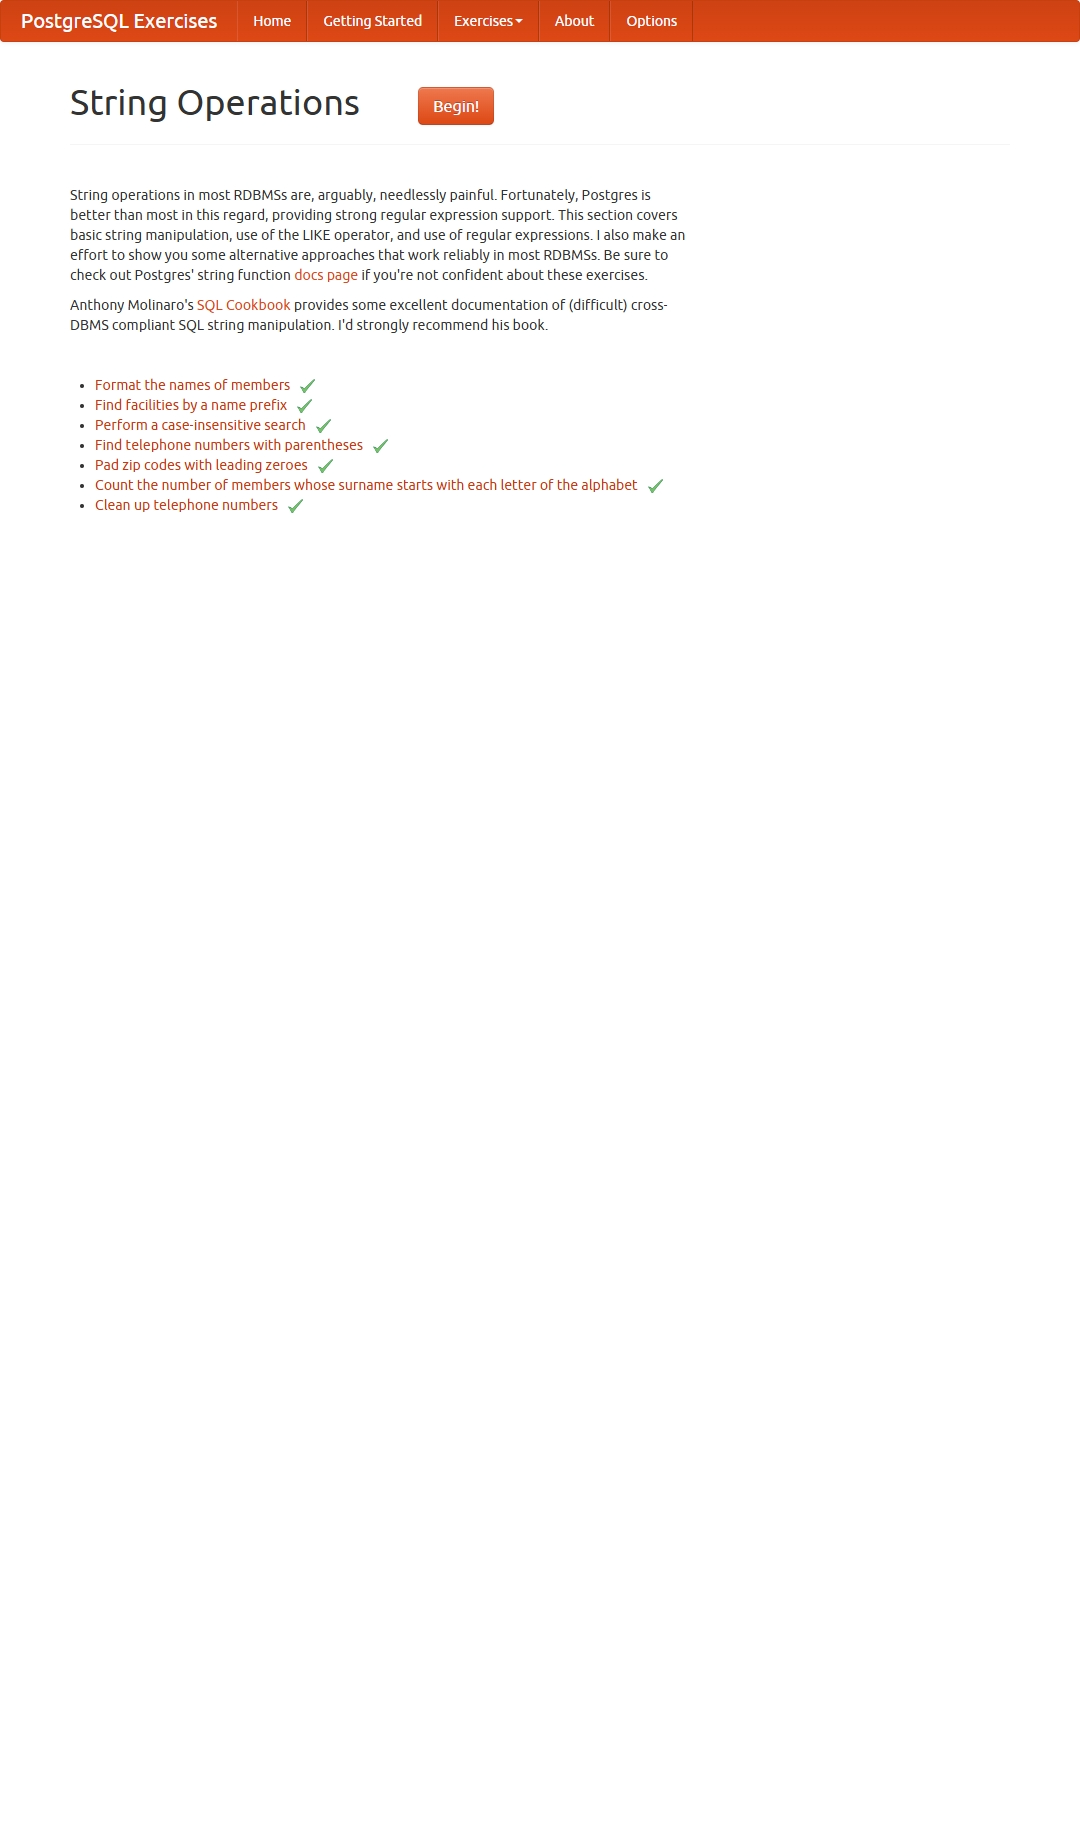 PostgreSQL Exercises Home Getting Started Exercises About Options
String Operations Begin!
String operations in most RDBMSs are, arguably, needlessly painful. Fortunately, Postgres is
better than most in this regard, providing strong regular expression support. This section covers
basic string manipulation, use of the LIKE operator, and use of regular expressions. I also make an
effort to show you some alternative approaches that work reliably in most RDBMSs. Be sure to
check out Postgres' string function docs page if you're not confident about these exercises.
Anthony Molinaro's SQL Cookbook provides some excellent documentation of (difficult) cross-
DBMS compliant SQL string manipulation. I'd strongly recommend his book.
Format the names of members
Find facilities by a name prefix
Perform a case-insensitive search
Find telephone numbers with parentheses
Pad zip codes with leading zeroes
Count the number of members whose surname starts with each letter of the alphabet
Clean up telephone numbers